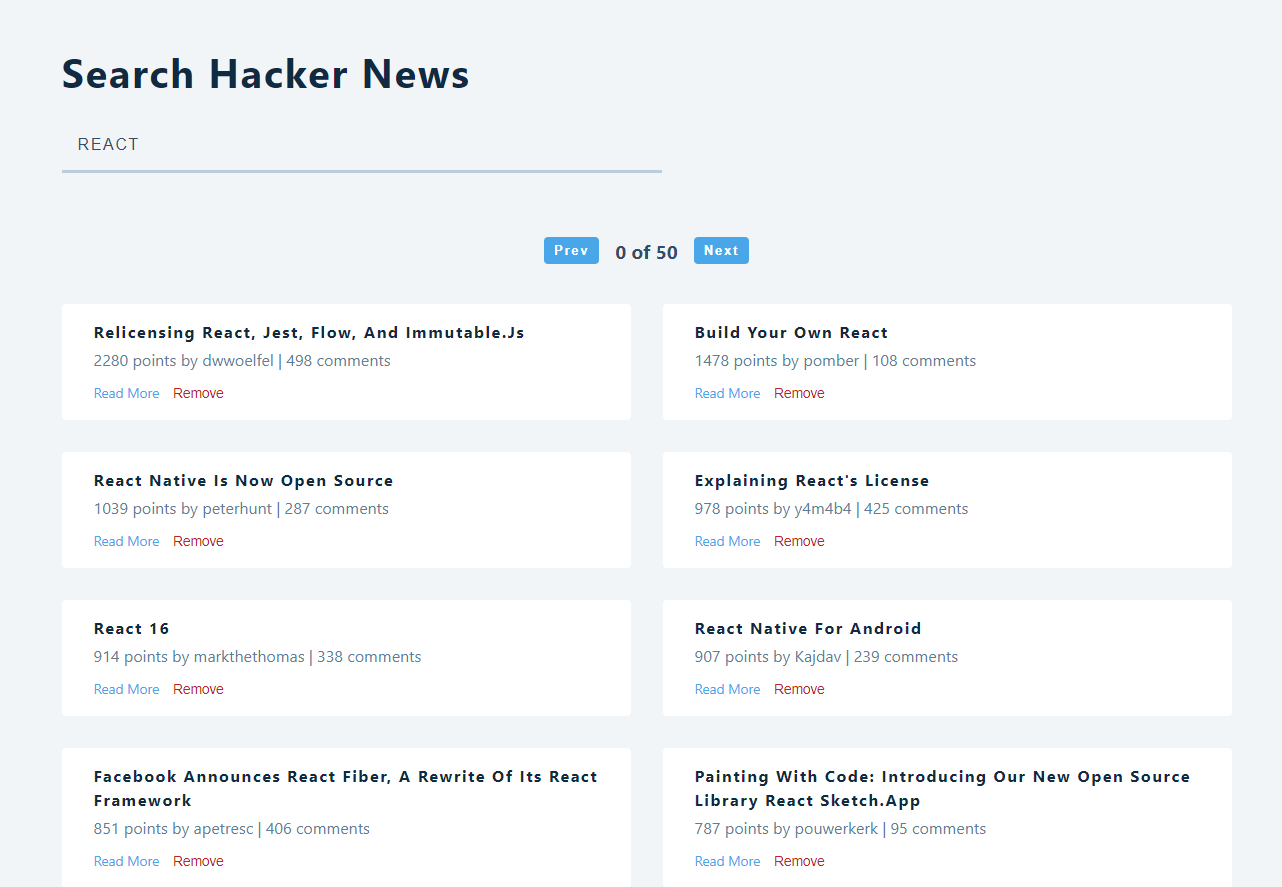 Search Hacker News
REACT
Prev 0 of 50 Next
Relicensing React, Jest, Flow, And Immutable.Js
2280 points by dwwoelfel | 498 comments
Read More Remove
Build Your Own React
1478 points by pomber | 108 comments
Read More Remove
React Native Is Now Open Source
1039 points by peterhunt | 287 comments
Read More Remove
Explaining React's License
978 points by y4m4b4 | 425 comments
Read More Remove
React 16
914 points by markthethomas | 338 comments
Read More Remove
React Native For Android
907 points by Kajdav | 239 comments
Read More Remove
Facebook Announces React Fiber, A Rewrite Of Its React
Framework
851 points by apetresc | 406 comments
Read More Remove
Painting With Code: Introducing Our New Open Source
Library React Sketch.App
787 points by pouwerkerk | 95 comments
Read More Remove